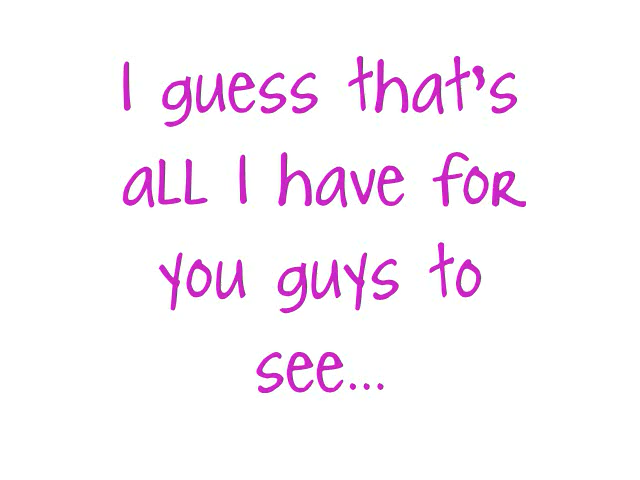 I guess that's
all I have for
you guys to
see...